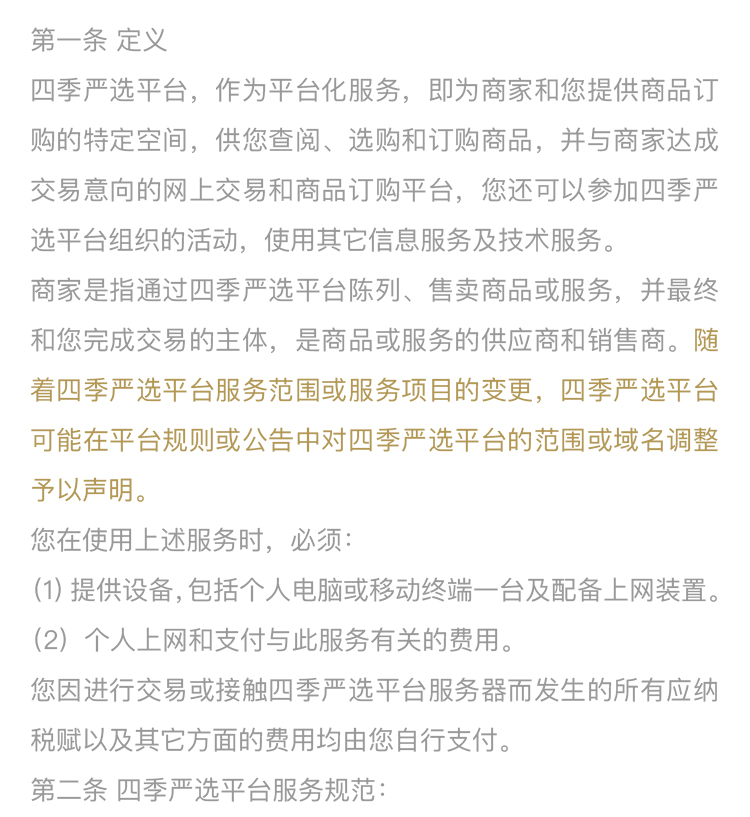 第一条 定义
四季严选平台，作为平台化服务，即为商家和您提供商品订
购的特定空间，供您查阅、选购和订购商品，并与商家达成
交易意向的网上交易和商品订购平台，您还可以参加四季严
选平台组织的活动，使用其它信息服务及技术服务。
商家是指通过四季严选平台陈列、售卖商品或服务，并最终
和您完成交易的主体，是商品或服务的供应商和销售商。随
着四季严选平台服务范围或服务项目的变更，四季严选平台
可能在平台规则或公告中对四季严选平台的范围或域名调整
予以声明。
您在使用上述服务时，必须：
(1) 提供设备，包括个人电脑或移动终端一台及配备上网装置。
（2）个人上网和支付与此服务有关的费用。
您因进行交易或接触四季严选平台服务器而发生的所有应纳
税赋以及其它方面的费用均由您自行支付。
第二条 四季严选平台服务规范：